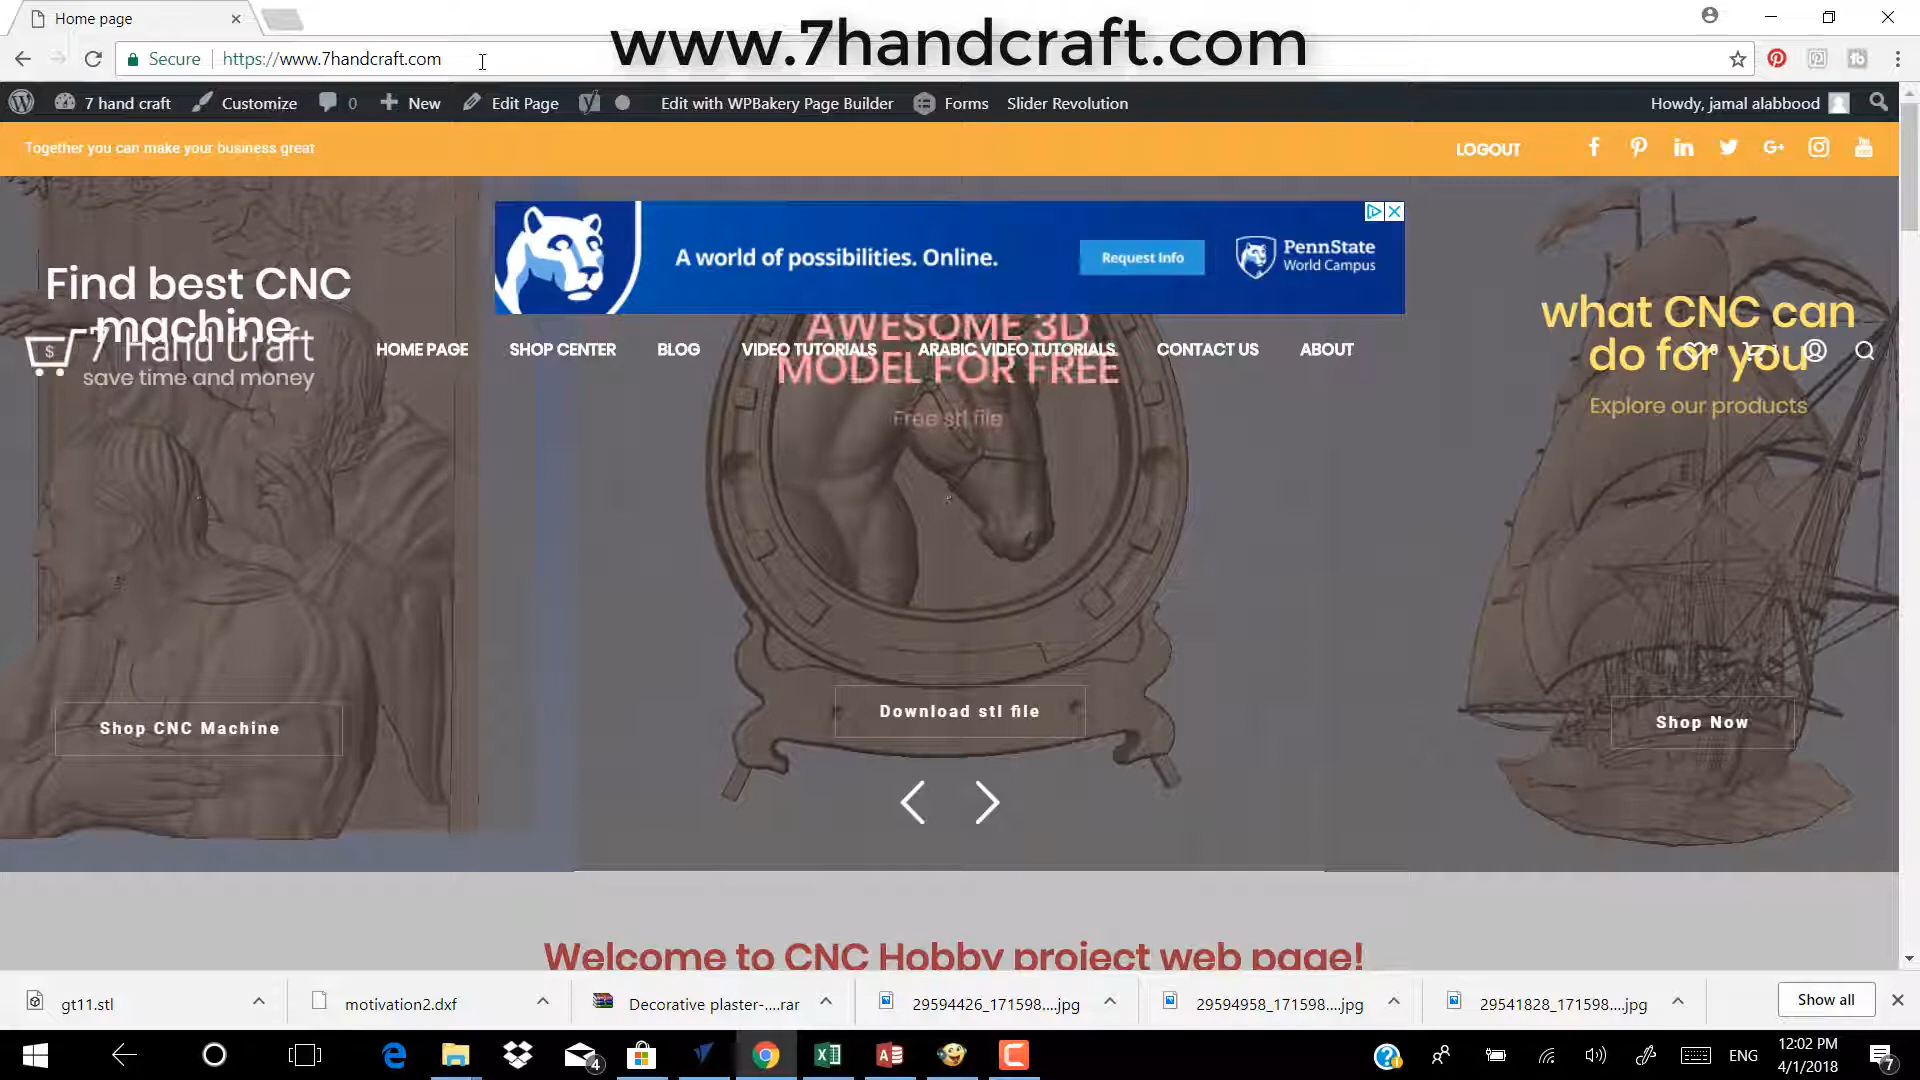 Home page
www.7handcraft.com
Secure
https://www.7handcraft.com
7 hand craft
Customize
0
New
Edit Page
Edit with WPBakery Page Builder
Forms
Slider Revolution
Howdy, jamal alabbood
Together you can make your business great
LOGOUT
G+
You
A world of possibilities. Online.
Request Info
PennState
World Campus
Find best CNC
machine
7 Hand Craft
save time and money
$
HOME PAGE
SHOP CENTER
BLOG
VIDEO TUTORIALS
ARABIC VIDEO TUTORIALS
CONTACT US
ABOUT
AWESOME 3D
MODEL FOR FREE
Free stl file
what CNC can
do for you
Explore our products
Shop CNC Machine
Download stl file
Shop Now
Welcome to CNC Hobby project web page!
gt11.stl
motivation2.dxf
Decorative plaster-....rar
29594426_171598....jpg
29594958_171598....jpg
29541828_171598....jpg
Show all
4
ENG
12:02 PM
4/1/2018
7